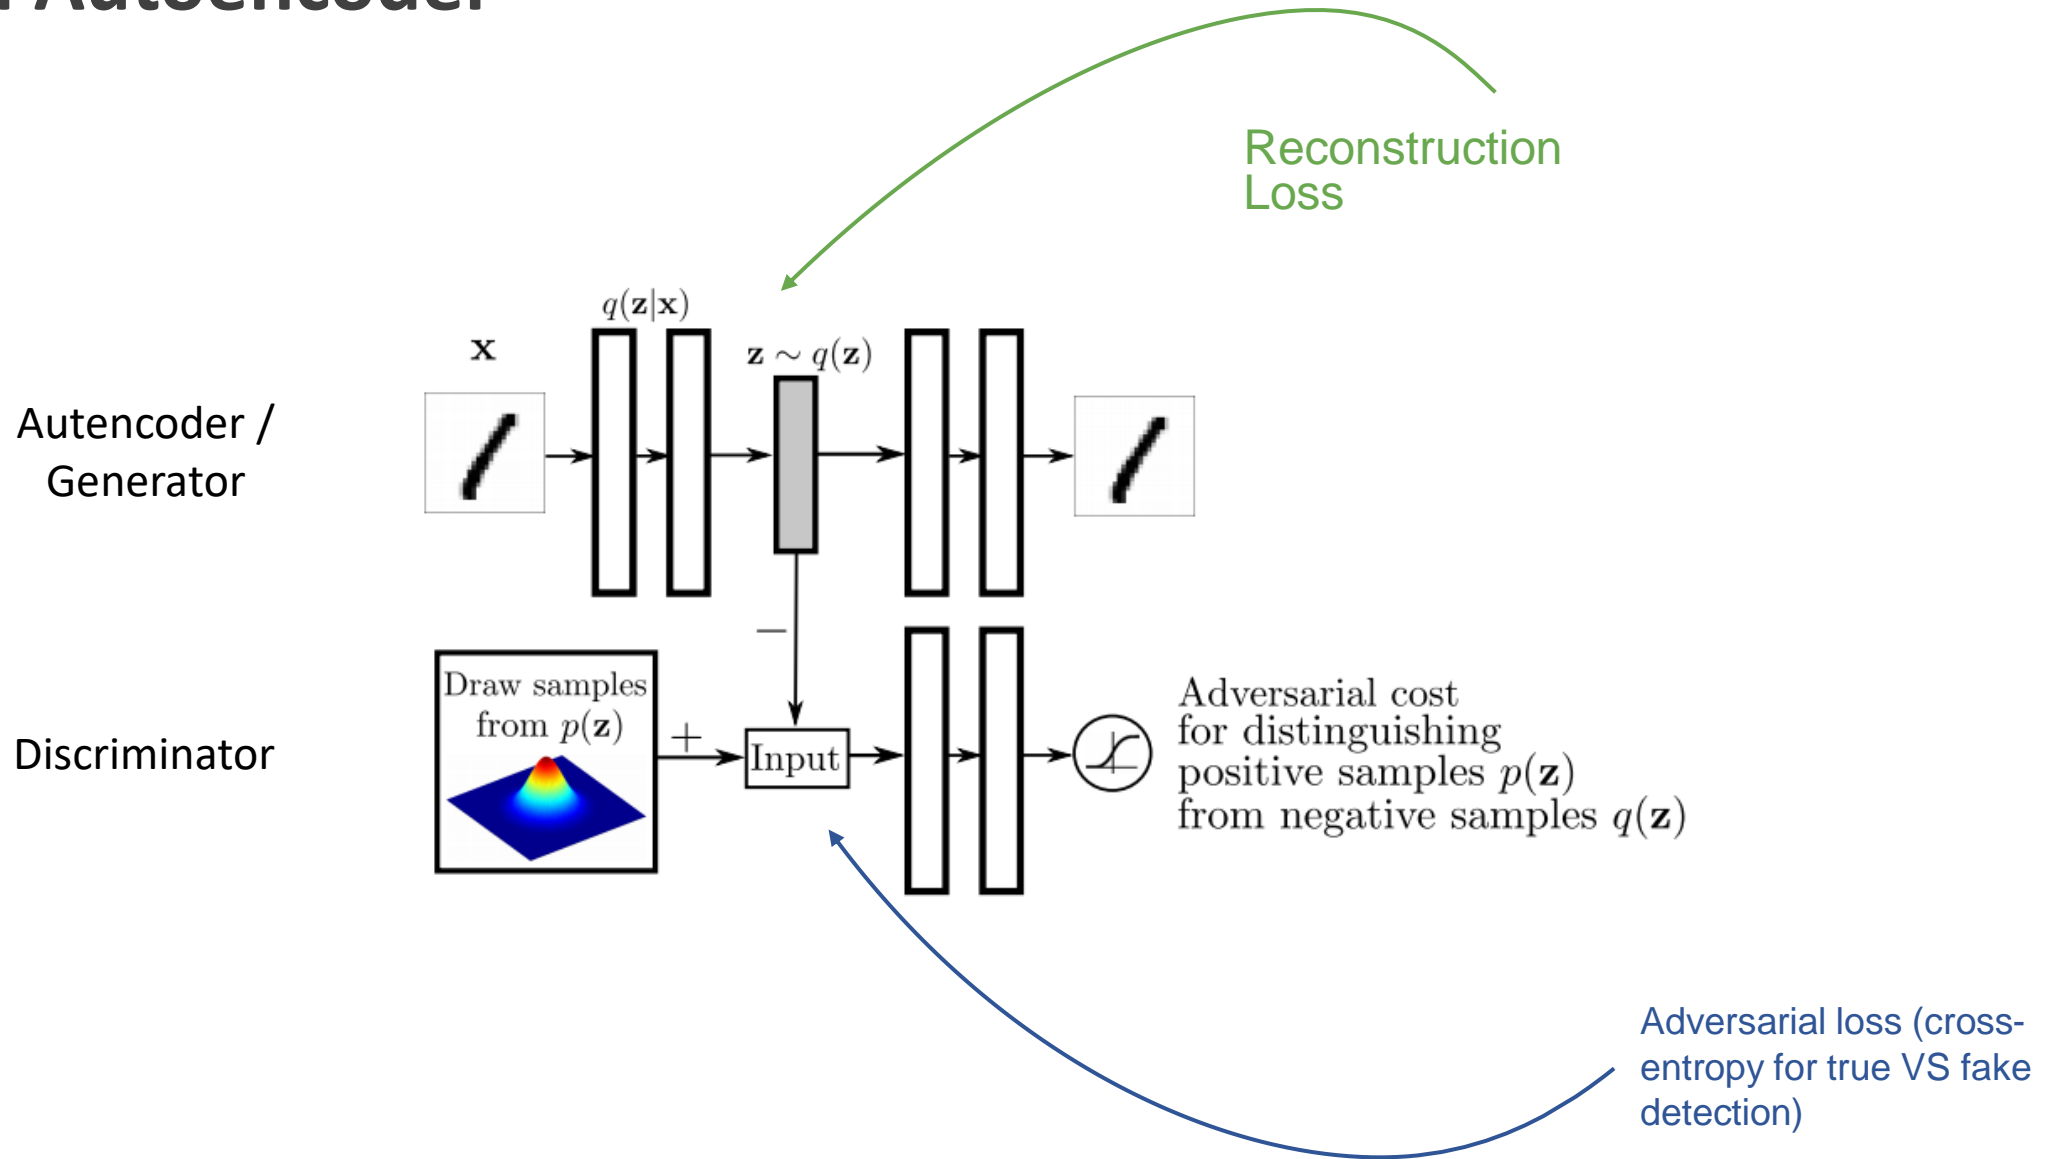 Autoencoder
Reconstruction
Loss
q(z|x)
x
z ∼ q(z)
Autencoder /
Generator
−
Draw samples
from p(z)
+
Input
Discriminator
Adversarial cost
for distinguishing
positive samples p(z)
from negative samples q(z)
Adversarial loss (cross-
entropy for true VS fake
detection)